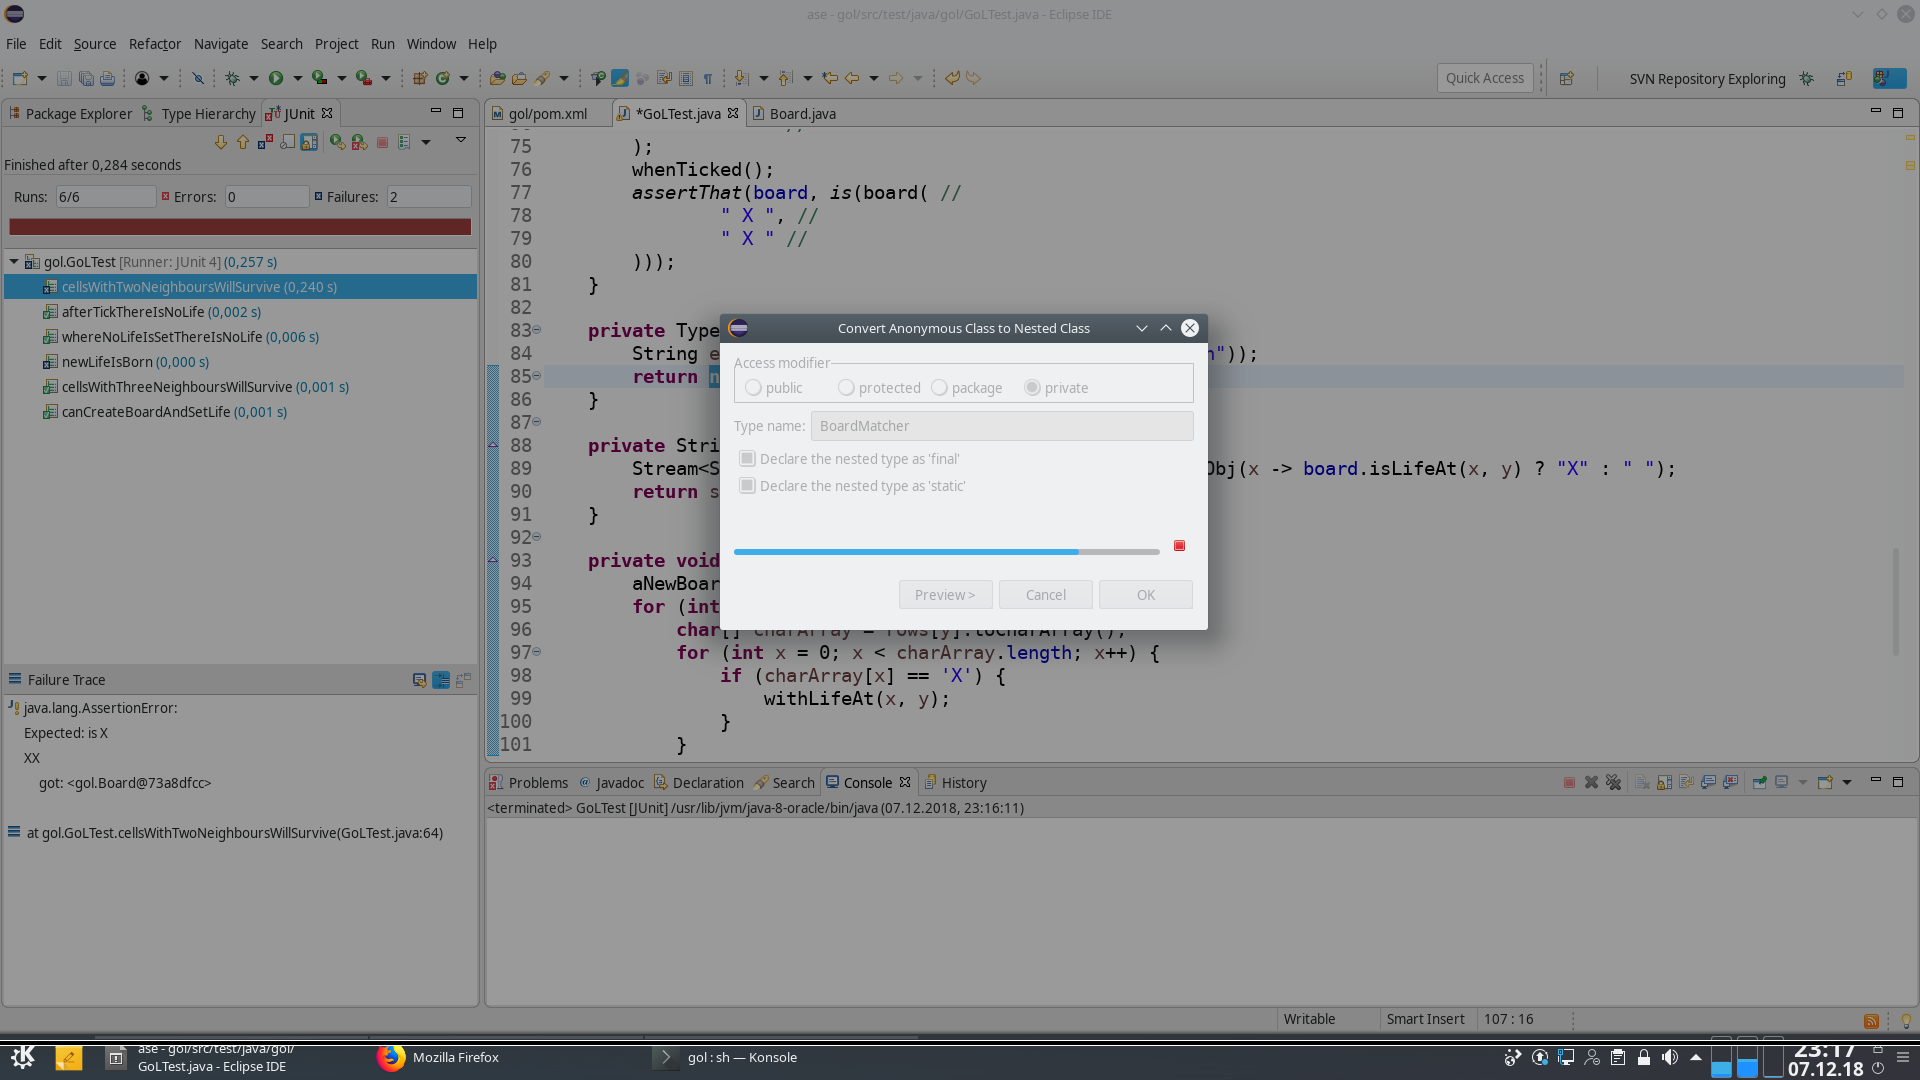 ase - gol/src/test/java/gol/GoLTest.java - Eclipse IDE
File Edit Source Refactor Navigate Search Project Run Window Help
Quick Access
SVN Repository Exploring
Package Explorer Type Hierarchy JUnit
Finished after 0,284 seconds
Runs: 6/6 Errors: 0 Failures: 2
gol.GoLTest [Runner: JUnit 4] (0,257 s)
cellsWithTwoNeighboursWillSurvive (0,240 s)
afterTickThereIsNoLife (0,002 s)
whereNoLifeIsSetThereIsNoLife (0,006 s)
newLifeIsBorn (0,000 s)
cellsWithThreeNeighboursWillSurvive (0,001 s)
canCreateBoardAndSetLife (0,001 s)
Failure Trace
java.lang.AssertionError:
Expected: is X
XX
got: <gol.Board@73a8dfcc>
at gol.GoLTest.cellsWithTwoNeighboursWillSurvive(GoLTest.java:64)
gol/pom.xml *GoLTest.java Board.java
75 );
76 whenTicked();
77 assertThat(board, is(board( //
78 " X ", //
79 " X " //
80 )));
81 }
82
83 private Type
84 String e n"));
85 return n
86 }
87
88 private Stri
89 Stream<S Obj(x -> board.isLifeAt(x, y) ? "X" : " ");
90 return s
91 }
92
93 private void
94 aNewBoar
95 for (int
96 char[] charArray = rows[y].toCharArray();
97 for (int x = 0; x < charArray.length; x++) {
98 if (charArray[x] == 'X') {
99 withLifeAt(x, y);
100 }
101 }
Convert Anonymous Class to Nested Class
Access modifier
public protected package private
Type name: BoardMatcher
Declare the nested type as 'final'
Declare the nested type as 'static'
Preview > Cancel OK
Problems Javadoc Declaration Search Console History
<terminated> GoLTest [JUnit] /usr/lib/jvm/java-8-oracle/bin/java (07.12.2018, 23:16:11)
Writable Smart Insert 107 : 16
ase - gol/src/test/java/gol/
GoLTest.java - Eclipse IDE
Mozilla Firefox
gol : sh — Konsole
23:17
07.12.18